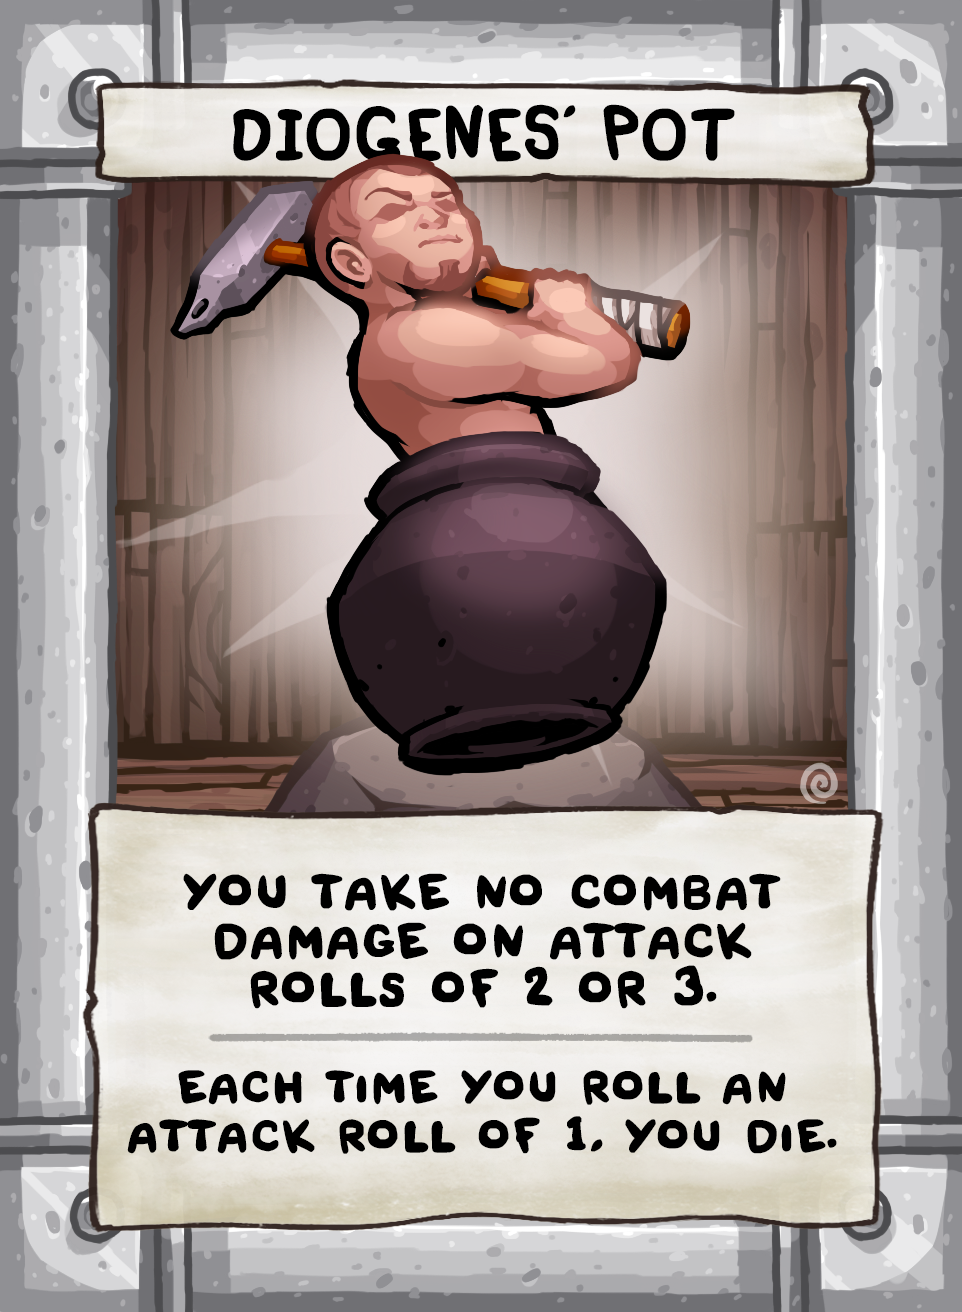 DIOGENES' POT
YOU TAKE NO COMBAT
DAMAGE ON ATTACK
ROLLS OF 2 OR 3.
EACH TIME YOU ROLL AN
ATTACK ROLL OF 1, YOU DIE.